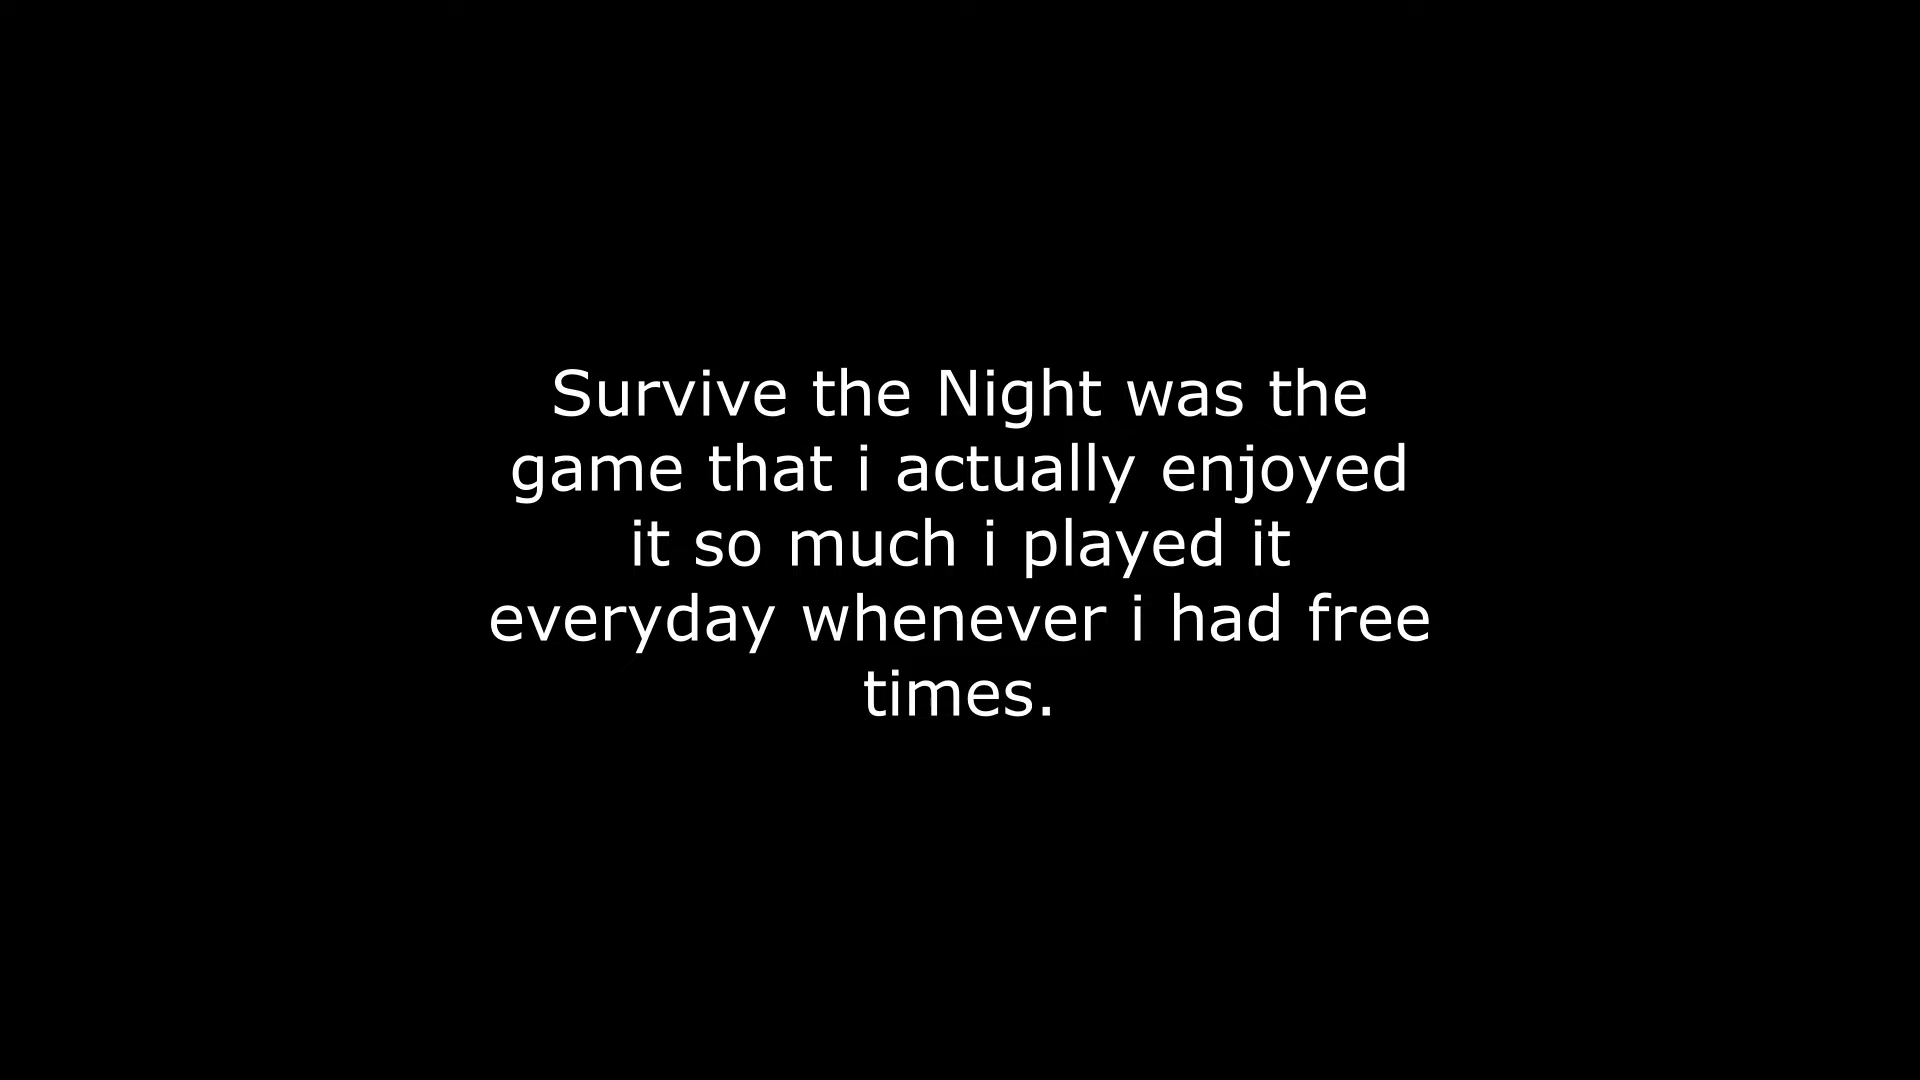 Survive the Night was the
game that i actually enjoyed
it so much i played it
everyday whenever i had free
times.